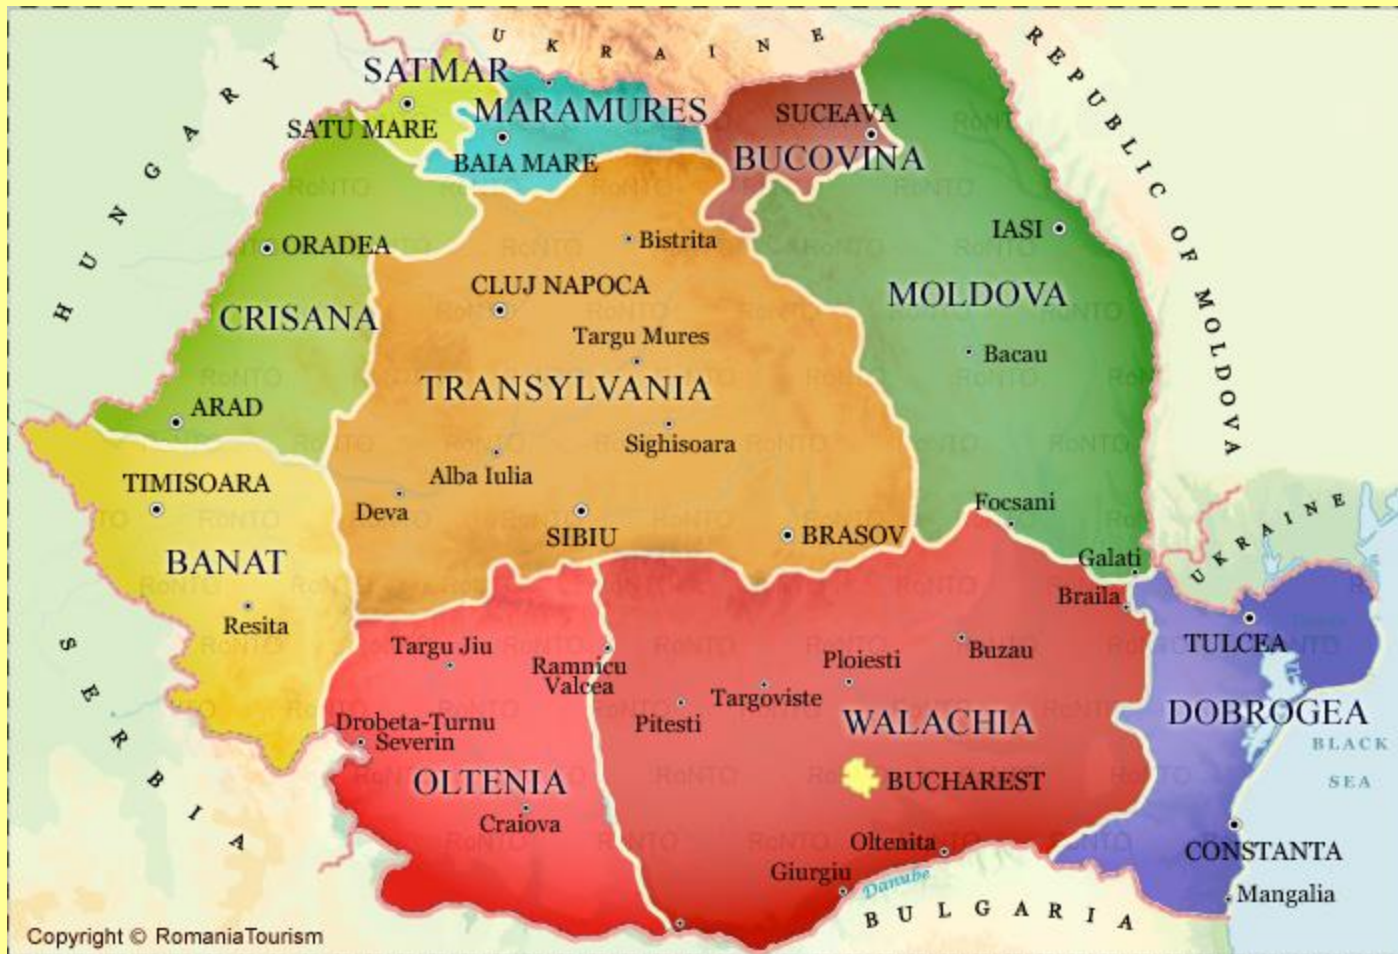 UKRAINE
HUNGARY
REPUBLIC OF MOLDOVA
SATMAR
SATU MARE
MARAMURES
BAIA MARE
SUCEAVA
BUCOVINA
ORADEA
CRISANA
ARAD
Bistrita
CLUJ NAPOCA
Targu Mures
TRANSYLVANIA
Sighisoara
Alba Iulia
Deva
SIBIU
BRASOV
IASI
MOLDOVA
Bacau
Focsani
Galati
UKRAINE
TIMISOARA
BANAT
Resita
SERBIA
Braila
TULCEA
DOBROGEA
BLACK
SEA
CONSTANTA
Mangalia
Targu Jiu
Ramnicu
Valcea
Drobeta-Turnu
Severin
OLTENIA
Craiova
Pitesti
Targoviste
Ploiesti
Buzau
WALACHIA
BUCHAREST
Oltenita
Giurgiu
Danube
BULGARIA
Copyright © RomaniaTourism
RoNTO